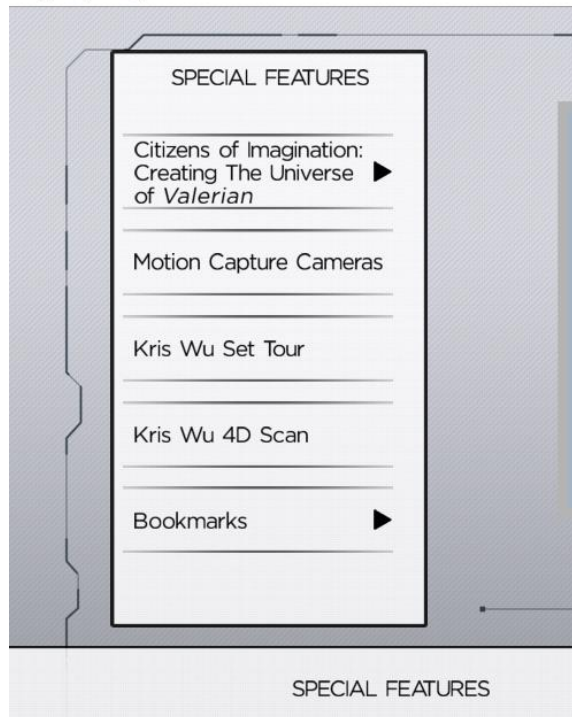 SPECIAL FEATURES
Citizens of Imagination:
Creating The Universe
of Valerian
Motion Capture Cameras
Kris Wu Set Tour
Kris Wu 4D Scan
Bookmarks
SPECIAL FEATURES